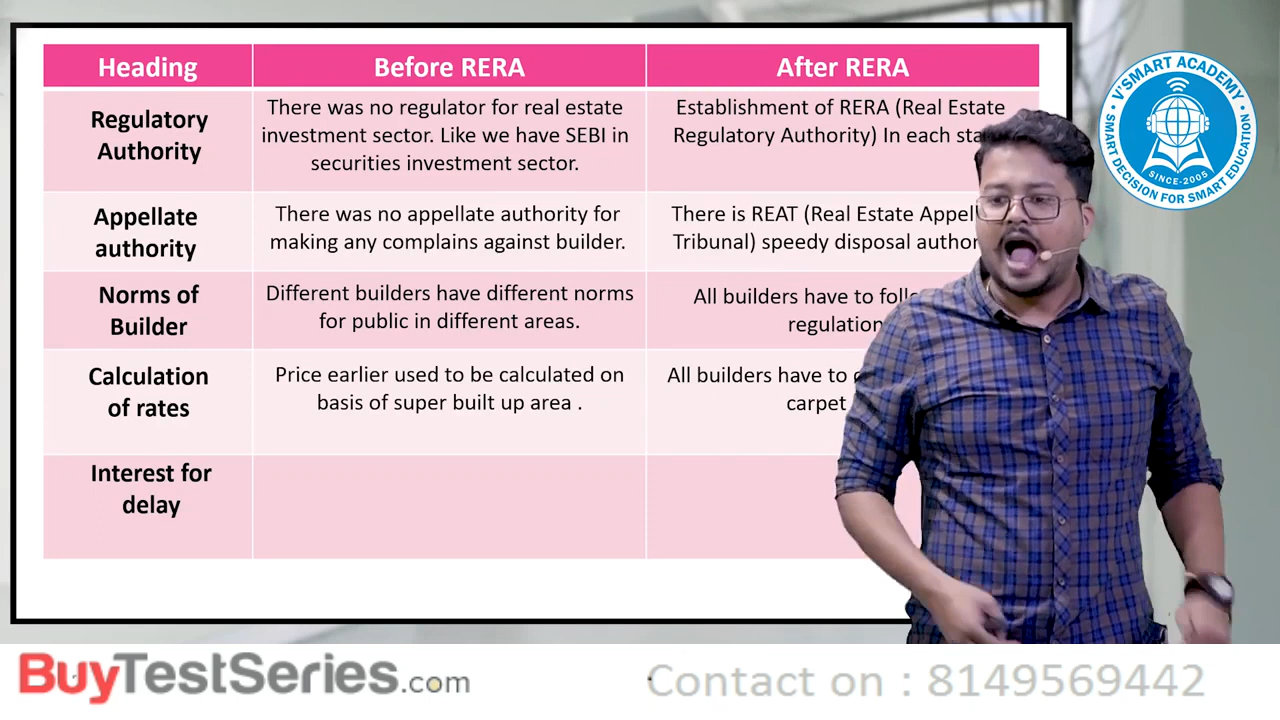 Heading
Before RERA
After RERA
Regulatory
Authority
There was no regulator for real estate
investment sector. Like we have SEBI in
securities investment sector.
Establishment of RERA (Real Estate
Regulatory Authority) In each
Appellate
authority
There was no appellate authority for
making any complains against builder.
There is REAT (Real Estate
Tribunal) speedy disposal
Norms of
Builder
Different builders have different norms
for public in different areas.
All builders have to
Calculation
of rates
Price earlier used to be calculated on
basis of super built up area .
All builders have to
carpet
Interest for
delay
V'SMART ACADEMY
SINCE-2005
SMART DECISION FOR SMART EDUCATION
BuyTestSeries.com
Contact on : 8149569442